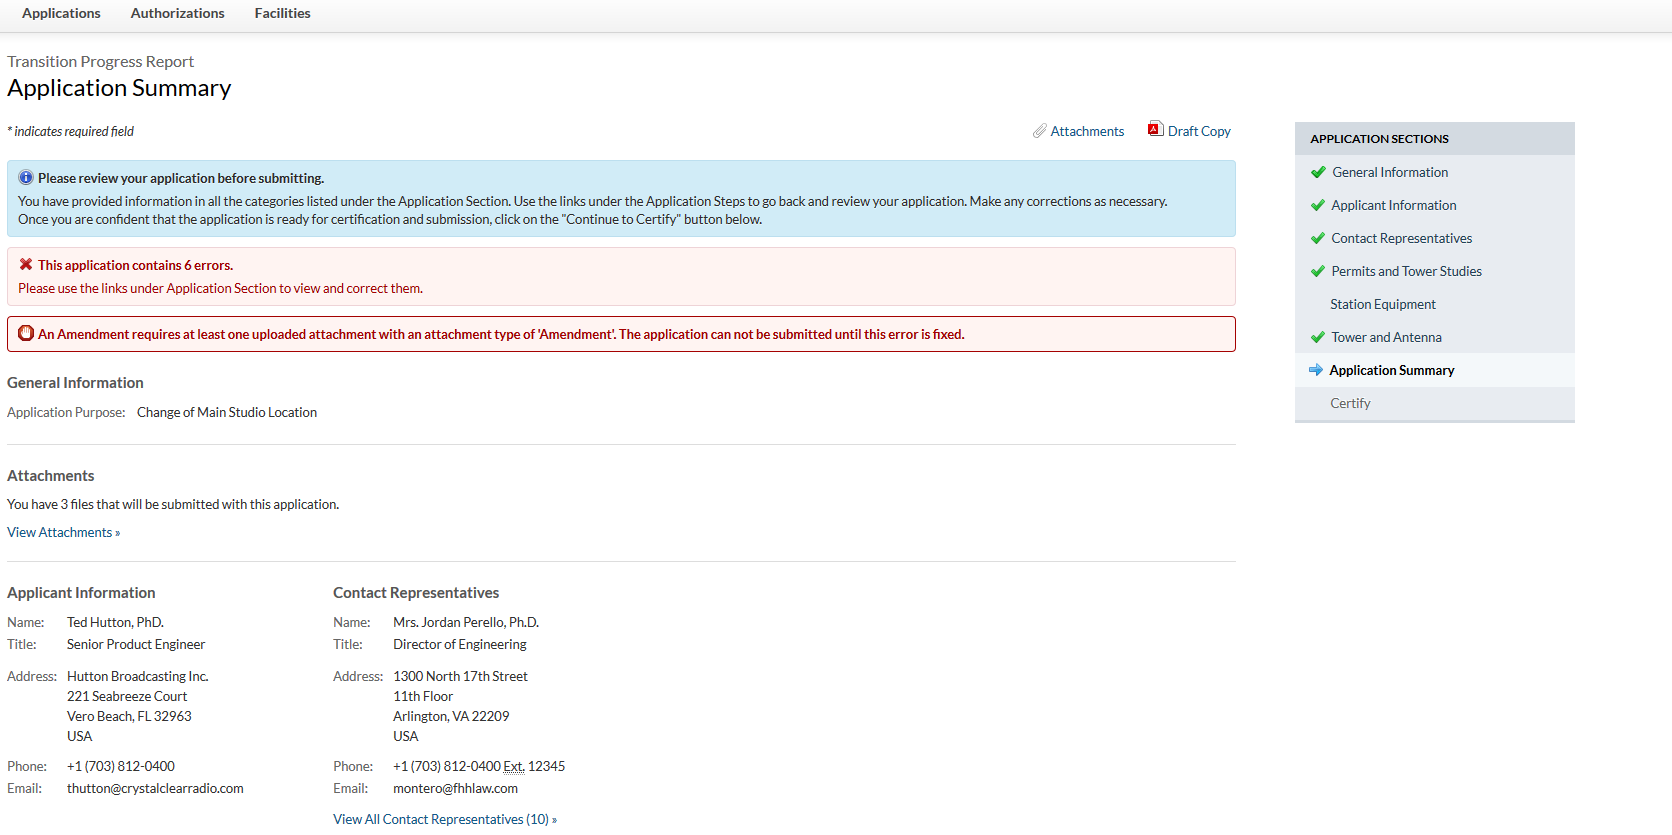 Applications Authorizations Facilities
Transition Progress Report
Application Summary
* indicates required field
Attachments Draft Copy
Please review your application before submitting.
You have provided information in all the categories listed under the Application Section. Use the links under the Application Steps to go back and review your application. Make any corrections as necessary.
Once you are confident that the application is ready for certification and submission, click on the "Continue to Certify" button below.
This application contains 6 errors.
Please use the links under Application Section to view and correct them.
An Amendment requires at least one uploaded attachment with an attachment type of 'Amendment'. The application can not be submitted until this error is fixed.
General Information
Application Purpose: Change of Main Studio Location
Attachments
You have 3 files that will be submitted with this application.
View Attachments »
Applicant Information
Name: Ted Hutton, PhD.
Title: Senior Product Engineer
Address: Hutton Broadcasting Inc.
221 Seabreeze Court
Vero Beach, FL 32963
USA
Phone: +1 (703) 812-0400
Email: thutton@crystalclearradio.com
Contact Representatives
Name: Mrs. Jordan Perello, Ph.D.
Title: Director of Engineering
Address: 1300 North 17th Street
11th Floor
Arlington, VA 22209
USA
Phone: +1 (703) 812-0400 Ext. 12345
Email: montero@fhhlaw.com
View All Contact Representatives (10) »
APPLICATION SECTIONS
General Information
Applicant Information
Contact Representatives
Permits and Tower Studies
Station Equipment
Tower and Antenna
Application Summary
Certify